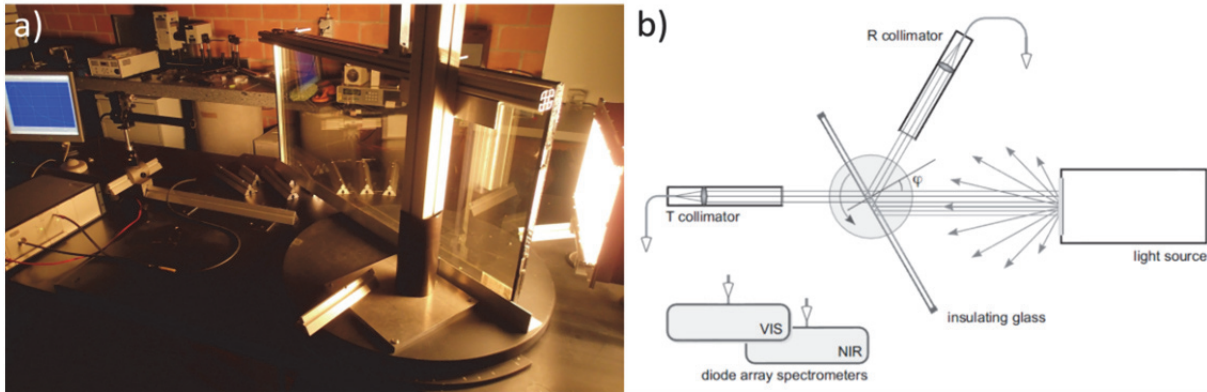 a)
b)
R collimator
φ
T collimator
light source
insulating glass
VIS
NIR
diode array spectrometers